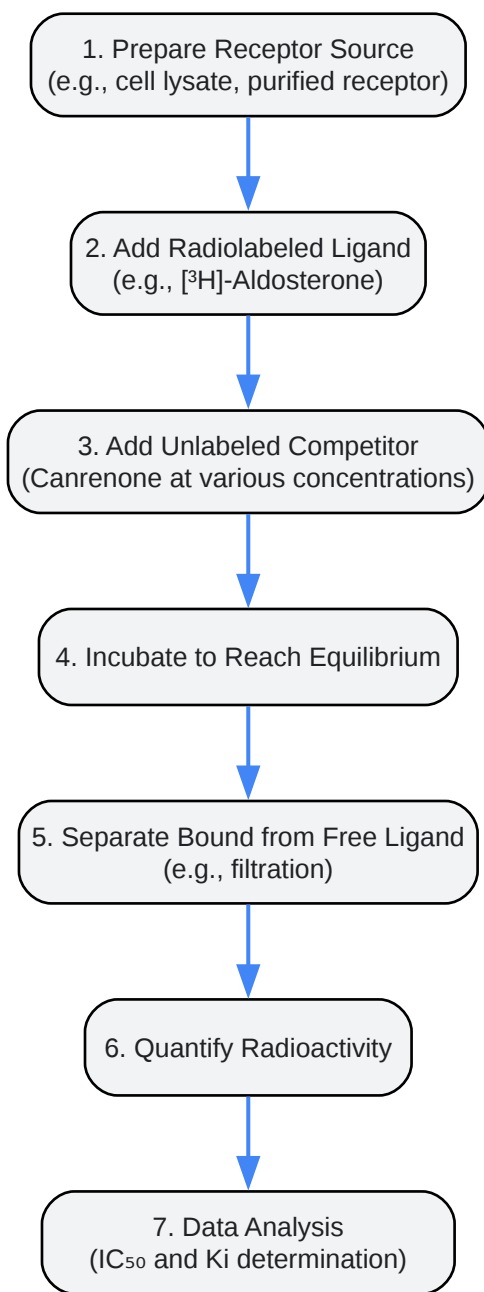 1. Prepare Receptor Source
(e.g., cell lysate, purified receptor)
2. Add Radiolabeled Ligand
(e.g., [³H]-Aldosterone)
3. Add Unlabeled Competitor
(Canrenone at various concentrations)
4. Incubate to Reach Equilibrium
5. Separate Bound from Free Ligand
(e.g., filtration)
6. Quantify Radioactivity
7. Data Analysis
(IC₅₀ and Ki determination)